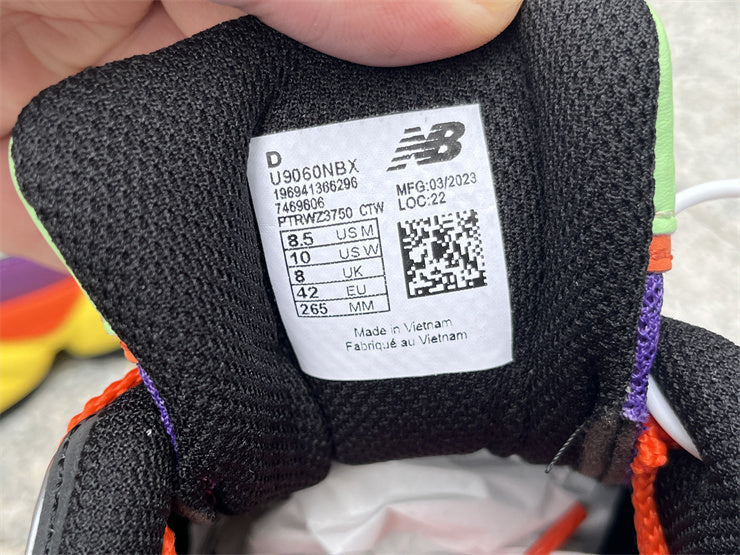 D
U9060NBX
196941366296
7469606
PTRWZ3750 CTW
8.5 US M
10 US W
8 UK
42 EU
265 MM
NB
MFG:03/2023
LOC:22
Made in Vietnam
Fabriqué au Vietnam